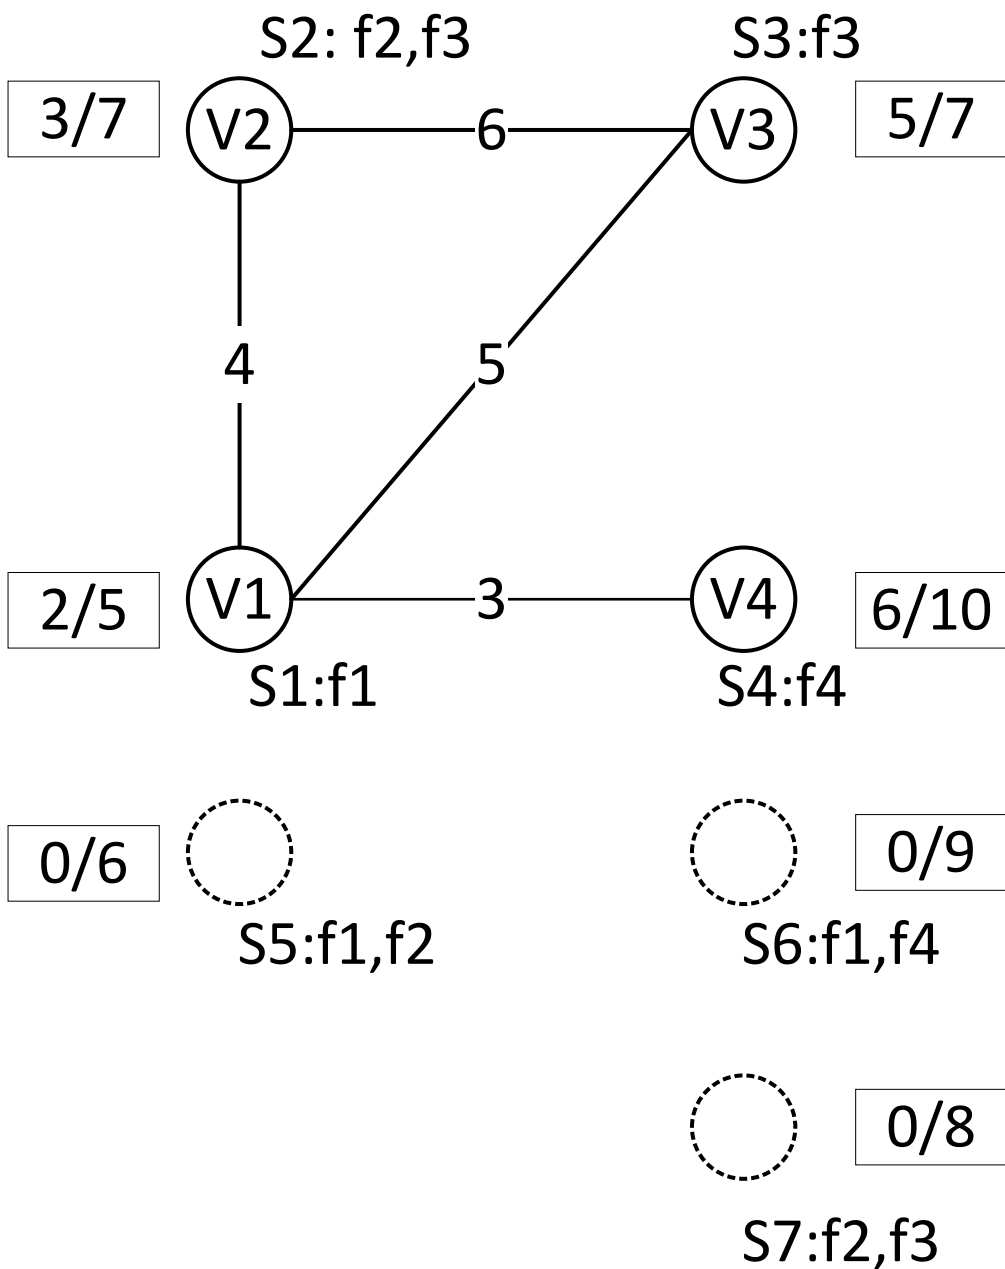 S2: f2,f3
S3:f3
3/7
V2
6
V3
5/7
4
5
2/5
V1
3
V4
6/10
S1:f1
S4:f4
0/6
0/9
S5:f1,f2
S6:f1,f4
0/8
S7:f2,f3